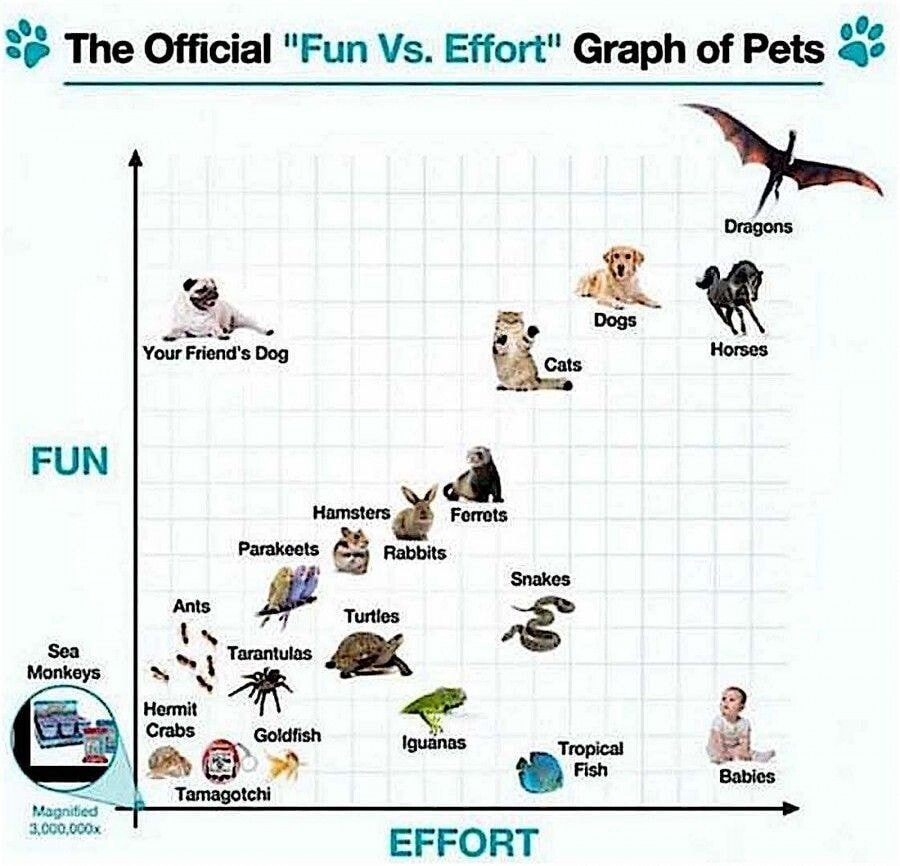 The Official "Fun Vs. Effort" Graph of Pets
Dragons
Dogs
Your Friend's Dog
Horses
Cats
FUN
Hamsters
Ferrets
Parakeets
Rabbits
Snakes
Ants
Turtles
Sea
Monkeys
Tarantulas
Hermit
Crabs
Goldfish
Iguanas
Tropical
Fish
Babies
Tamagotchi
Magnified
3,000,000x
EFFORT